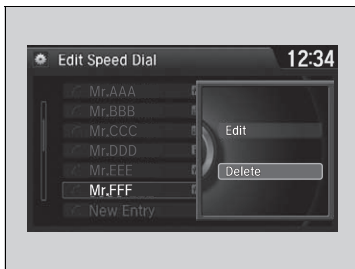 Edit Speed Dial 12:34
Mr.AAA
Mr.BBB
Mr.CCC
Mr.DDD
Mr.EEE
Mr.FFF
New Entry
Edit
Delete